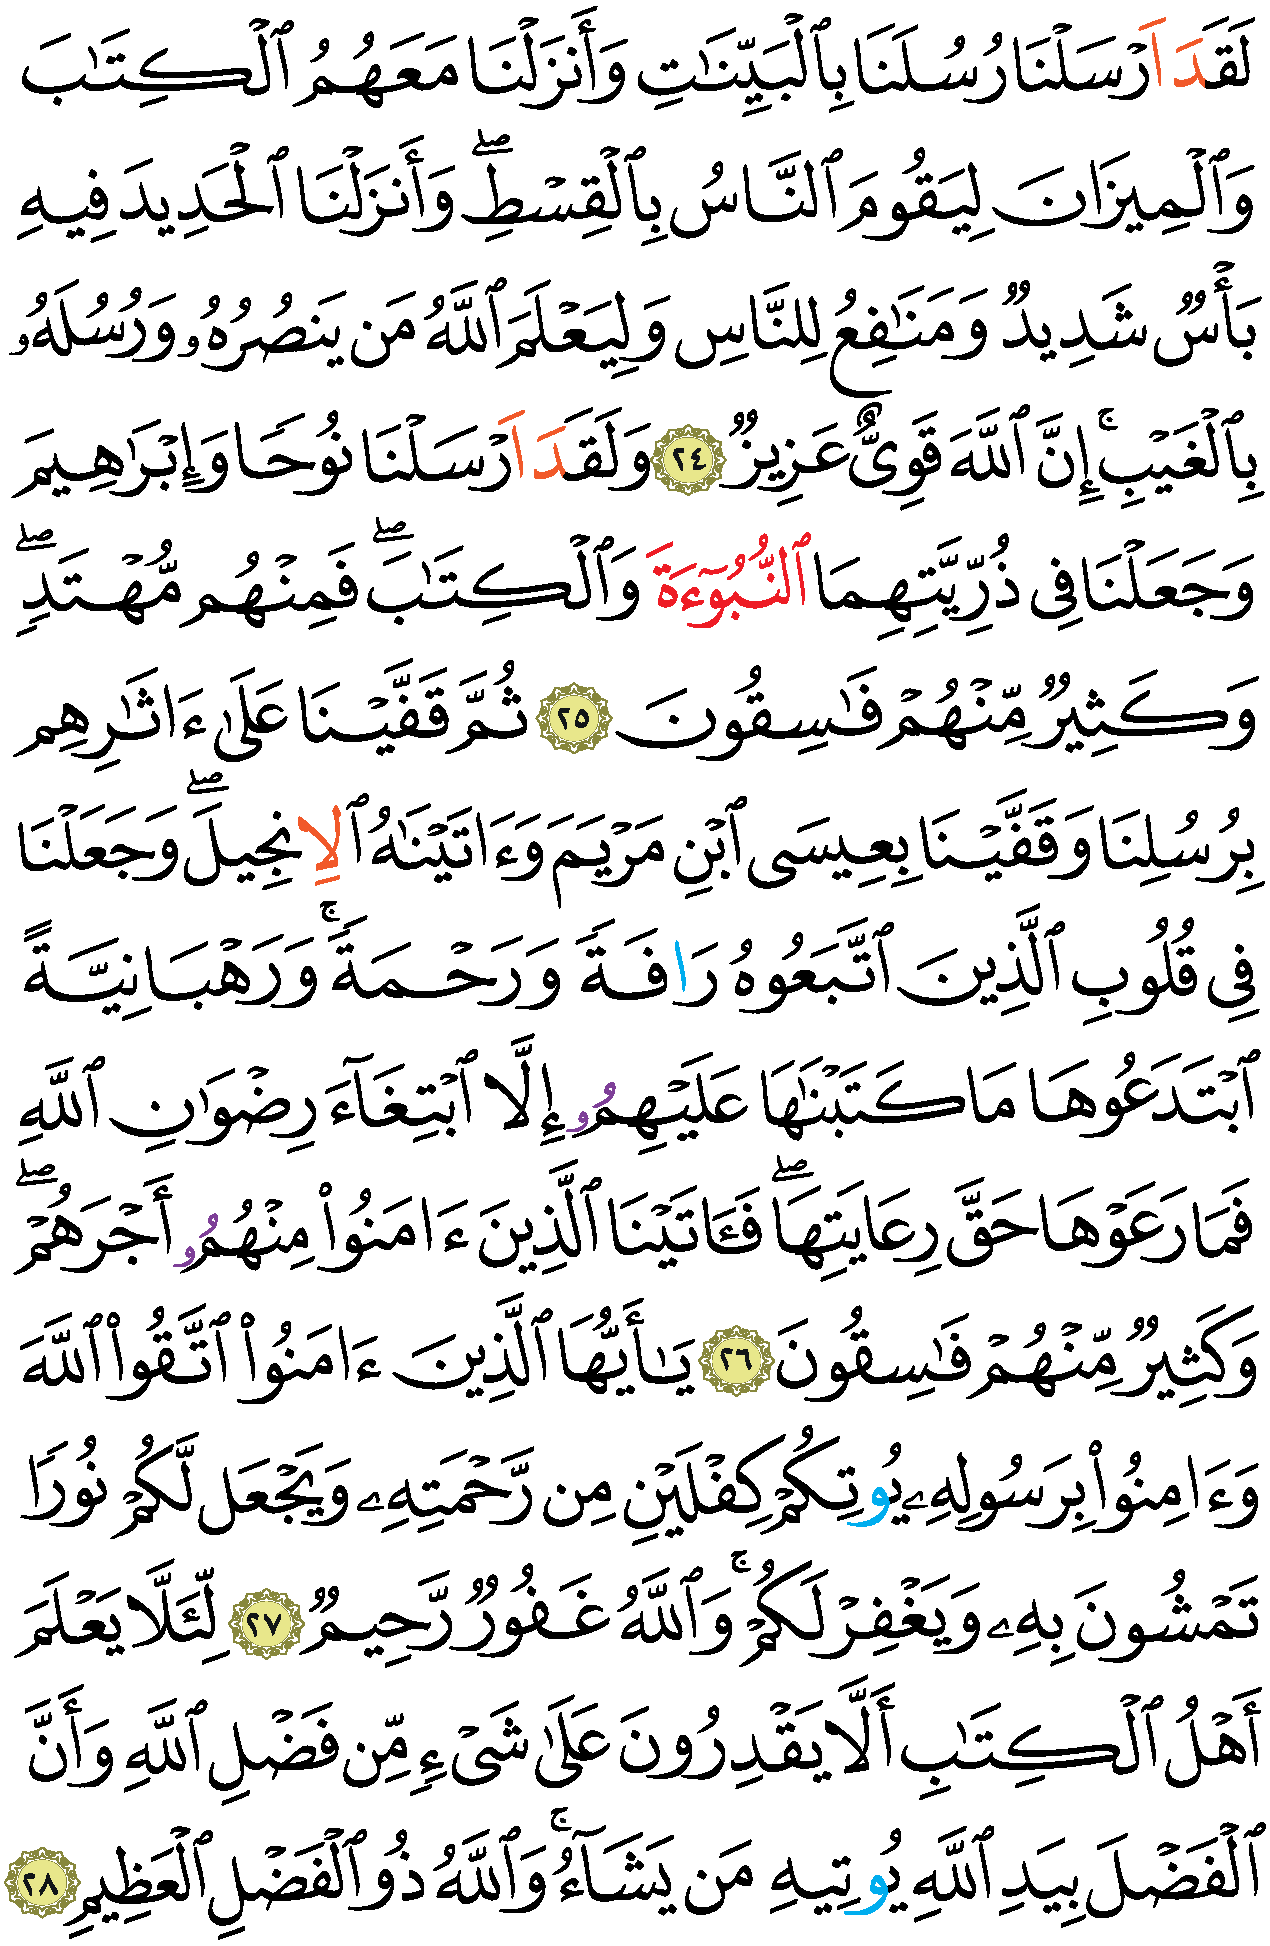 لَقَدَ اَرۡسَلۡنَا رُسُلَنَا بِٱلۡبَيِّنَٰتِ وَأَنزَلۡنَا مَعَهُمُ ٱلۡكِتَٰبَ
وَٱلۡمِيزَانَ لِيَقُومَ ٱلنَّاسُ بِٱلۡقِسۡطِۖ وَأَنزَلۡنَا ٱلۡحَدِيدَ فِيهِ
بَأۡسٞ شَدِيدٞ وَمَنَٰفِعُ لِلنَّاسِ وَلِيَعۡلَمَ ٱللَّهُ مَن يَنصُرُهُۥ وَرُسُلَهُۥ
بِٱلۡغَيۡبِۚ إِنَّ ٱللَّهَ قَوِيٌّ عَزِيزٞ ٢٤ وَلَقَدَ اَرۡسَلۡنَا نُوحٗا وَإِبۡرَٰهِيمَ
وَجَعَلۡنَا فِي ذُرِّيَّتِهِمَا ٱلنُّبُوٓءَةَ وَٱلۡكِتَٰبَۖ فَمِنۡهُم مُّهۡتَدٖۖ
وَكَثِيرٞ مِّنۡهُمۡ فَٰسِقُونَ ٢٥ ثُمَّ قَفَّيۡنَا عَلَىٰ ءَاثَٰرِهِم
بِرُسُلِنَا وَقَفَّيۡنَا بِعِيسَى ٱبۡنِ مَرۡيَمَ وَءَاتَيۡنَٰهُ ٱلِانجِيلَۖ وَجَعَلۡنَا
فِي قُلُوبِ ٱلَّذِينَ ٱتَّبَعُوهُ رَافَةٗ وَرَحۡمَةٗۚ وَرَهۡبَانِيَّةً
ٱبۡتَدَعُوهَا مَا كَتَبۡنَٰهَا عَلَيۡهِمُۥ إِلَّا ٱبۡتِغَآءَ رِضۡوَٰنِ ٱللَّهِ
فَمَا رَعَوۡهَا حَقَّ رِعَايَتِهَاۖ فَـَٔاتَيۡنَا ٱلَّذِينَ ءَامَنُواْ مِنۡهُمُۥ أَجۡرَهُمۡۖ
وَكَثِيرٞ مِّنۡهُمۡ فَٰسِقُونَ ٢٦ يَٰأَيُّهَا ٱلَّذِينَ ءَامَنُواْ ٱتَّقُواْ ٱللَّهَ
وَءَامِنُواْ بِرَسُولِهِۦ يُوتِكُمۡ كِفۡلَيۡنِ مِن رَّحۡمَتِهِۦ وَيَجۡعَل لَّكُمۡ نُورٗا
تَمۡشُونَ بِهِۦ وَيَغۡفِرۡ لَكُمۡۚ وَٱللَّهُ غَفُورٞ رَّحِيمٞ ٢٧ لِّئَلَّا يَعۡلَمَ
أَهۡلُ ٱلۡكِتَٰبِ أَلَّا يَقۡدِرُونَ عَلَىٰ شَيۡءٖ مِّن فَضۡلِ ٱللَّهِ وَأَنَّ
ٱلۡفَضۡلَ بِيَدِ ٱللَّهِ يُوتِيهِ مَن يَشَآءُۚ وَٱللَّهُ ذُو ٱلۡفَضۡلِ ٱلۡعَظِيمِ ٢٨